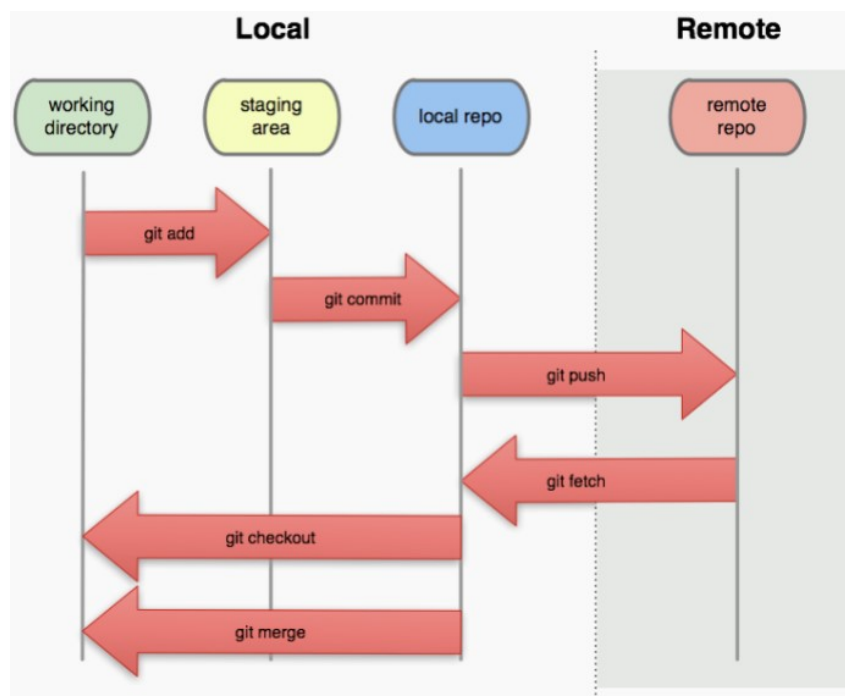 Local
Remote
working
directory
staging
area
local repo
remote
repo
git add
git commit
git push
git fetch
git checkout
git merge